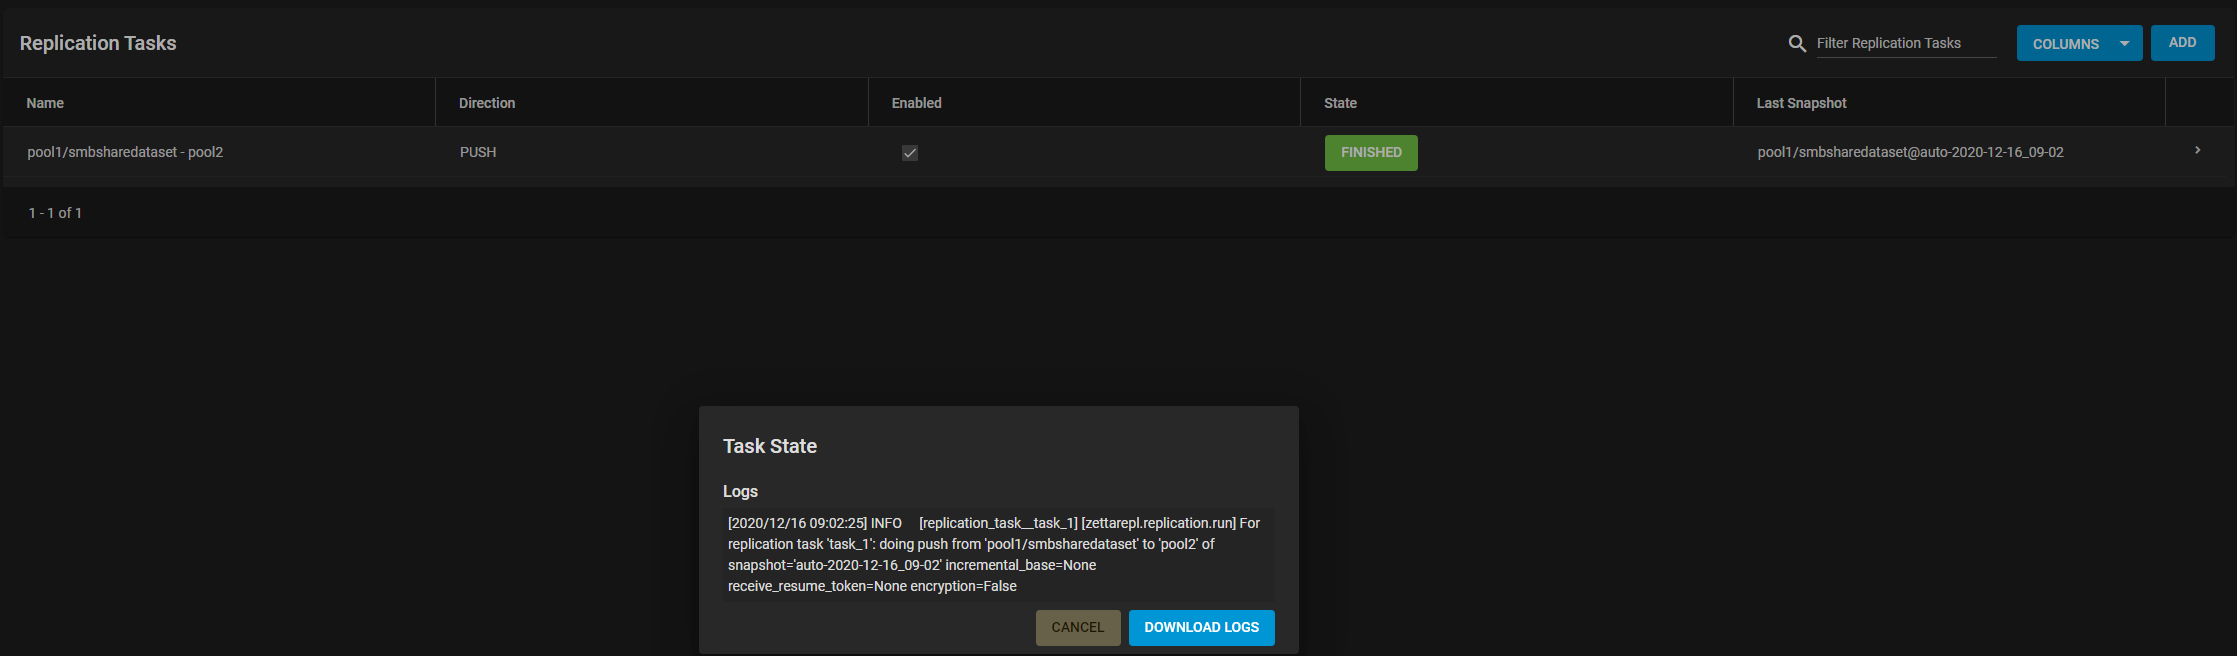 Replication Tasks
Filter Replication Tasks
COLUMNS
ADD
Name Direction Enabled State Last Snapshot
pool1/smbsharedataset - pool2 PUSH FINISHED pool1/smbsharedataset@auto-2020-12-16_09-02
1 - 1 of 1
Task State
Logs
[2020/12/16 09:02:25] INFO [replication_task__task_1] [zettarepl.replication.run] For
replication task 'task_1': doing push from 'pool1/smbsharedataset' to 'pool2' of
snapshot='auto-2020-12-16_09-02' incremental_base=None
receive_resume_token=None encryption=False
CANCEL
DOWNLOAD LOGS